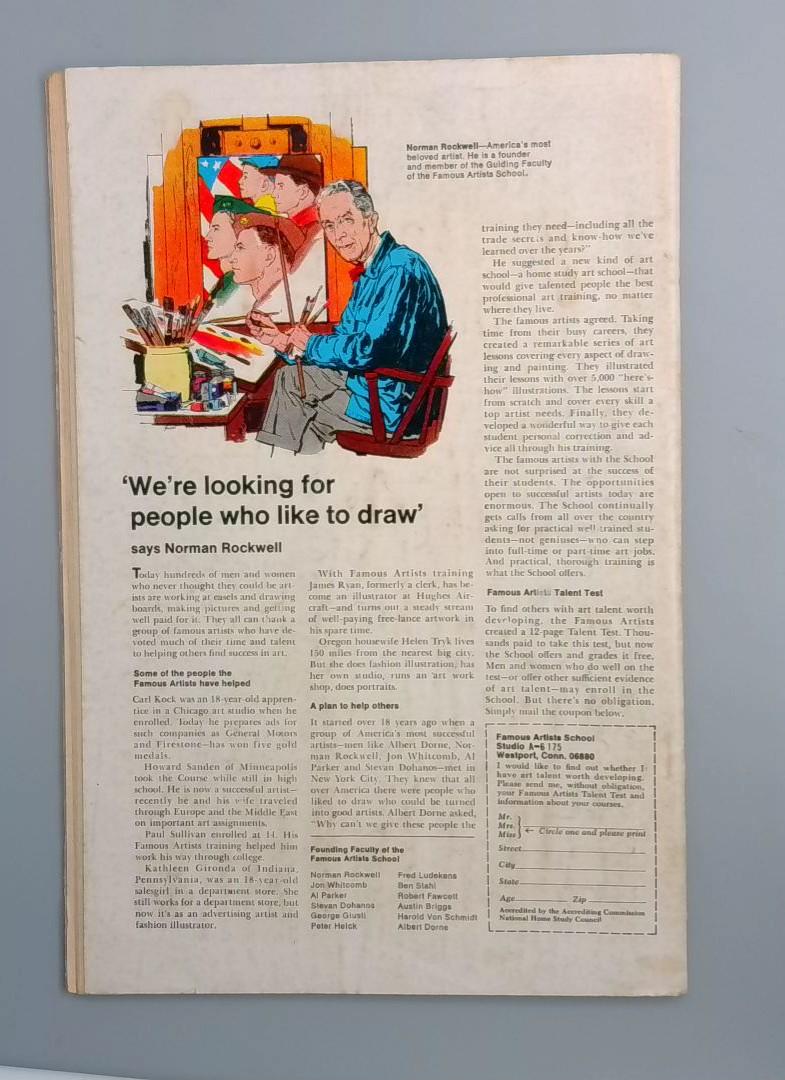 Norman Rockwell—America's most
beloved artist. He is a founder
and member of the Guiding Faculty
of the Famous Artists School.
'We're looking for
people who like to draw'
says Norman Rockwell
Today hundreds of men and women
who never thought they could be art-
ists are working at easels and drawing
boards, making pictures and getting
well paid for it. They all can thank a
group of famous artists who have de-
voted much of their time and talent
to helping others find success in art.
Some of the people the
Famous Artists have helped
Carl Kock was an 18-year-old appren-
tice in a Chicago art studio when he
enrolled. Today he prepares ads for
such companies as General Motors
and Firestone—has won five gold
medals.
Howard Sanden of Minneapolis
took the Course while still in high
school. He is now a successful artist—
recently he and his wife traveled
through Europe and the Middle East
on important art assignments.
Paul Sullivan enrolled at 14. His
Famous Artists training helped him
work his way through college.
Kathleen Gironda of Indiana,
Pennsylvania, was an 18-year-old
salesgirl in a department store. She
still works for a department store, but
now it's as an advertising artist and
fashion illustrator.
With Famous Artists training
James Ryan, formerly a clerk, has be-
come an illustrator at Hughes Air-
craft—and turns out a steady stream
of well-paying free-lance artwork in
his spare time.
Oregon housewife Helen Tryk lives
150 miles from the nearest big city.
But she does fashion illustration, has
her own studio, runs an art work
shop, does portraits.
A plan to help others
It started over 18 years ago when a
group of America's most successful
artists—men like Albert Dorne, Nor-
man Rockwell, Jon Whitcomb, Al
Parker and Stevan Dohanos—met in
New York City. They knew that all
over America there were people who
liked to draw who could be turned
into good artists. Albert Dorne asked,
"Why can't we give these people the
Founding Faculty of the
Famous Artists School
Norman Rockwell
Jon Whitcomb
Al Parker
Stevan Dohanos
George Giusti
Peter Helck
Fred Ludekens
Ben Stahl
Robert Fawcett
Austin Briggs
Harold Von Schmidt
Albert Dorne
training they need—including all the
trade secrets and know-how we've
learned over the years?"
He suggested a new kind of art
school—a home study art school—that
would give talented people the best
professional art training, no matter
where they live.
The famous artists agreed. Taking
time from their busy careers, they
created a remarkable series of art
lessons covering every aspect of draw-
ing and painting. They illustrated
their lessons with over 5,000 "here's-
how" illustrations. The lessons start
from scratch and cover every skill a
top artist needs. Finally, they de-
veloped a wonderful way to give each
student personal correction and ad-
vice all through his training.
The famous artists with the School
are not surprised at the success of
their students. The opportunities
open to successful artists today are
enormous. The School continually
gets calls from all over the country
asking for practical well trained stu-
dents—not geniuses—who can step
into full-time or part-time art jobs.
And practical, thorough training is
what the School offers.
Famous Artists Talent Test
To find others with art talent worth
developing, the Famous Artists
created a 12-page Talent Test. Thou-
sands paid to take this test, but now
the School offers and grades it free.
Men and women who do well on the
test—or offer other sufficient evidence
of art talent—may enroll in the
School. But there's no obligation.
Simply mail the coupon below.
Famous Artists School
Studio A-6175
Westport, Conn. 06880
I would like to find out whether I
have art talent worth developing.
Please send me, without obligation,
your Famous Artists Talent Test and
information about your courses.
Mr.
Mrs. ← Circle one and please print
Miss
Street
City
State
Age Zip
Accredited by the Accrediting Commission
National Home Study Council